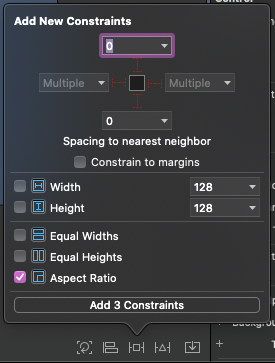 Control
Add New Constraints
0
Multiple
Multiple
0
Spacing to nearest neighbor
Constrain to margins
Width
128
Height
128
Equal Widths
Equal Heights
Aspect Ratio
Add 3 Constraints